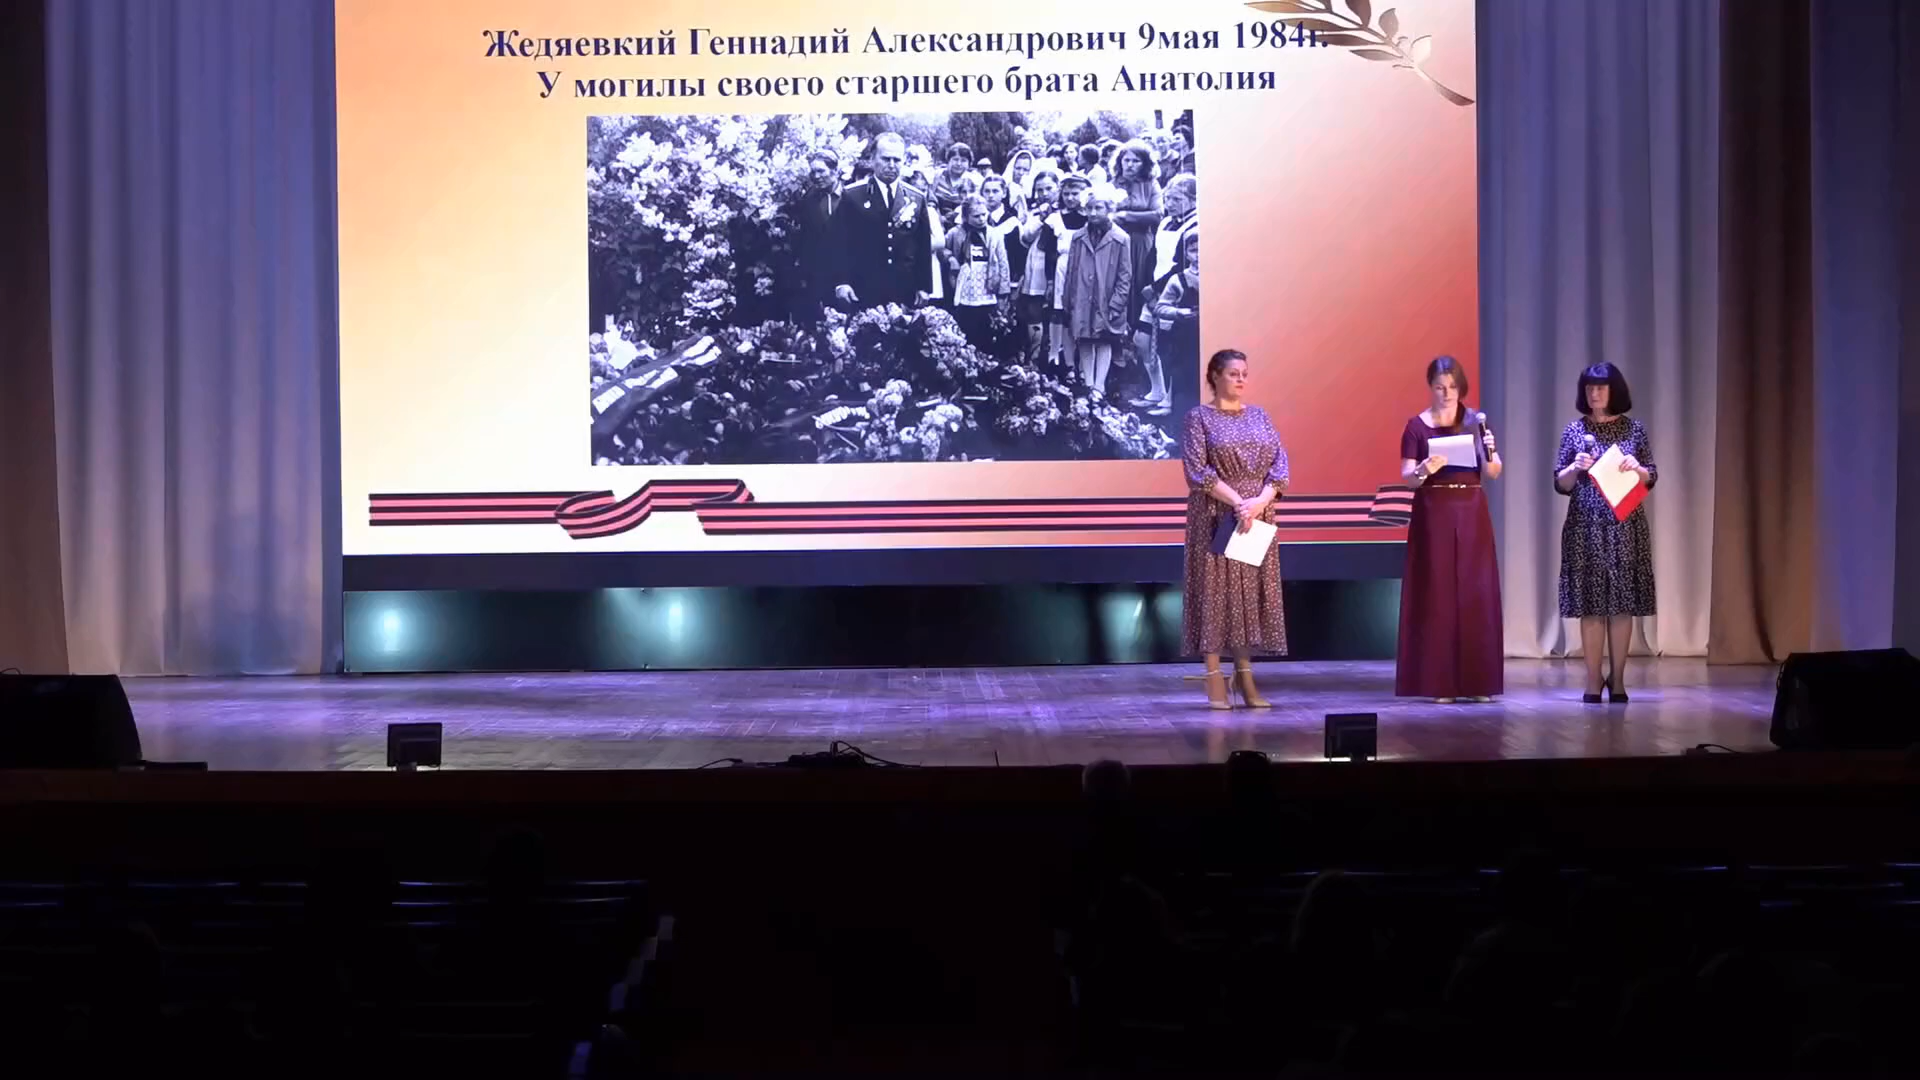 Жедяевкий Геннадий Александрович 9мая 1984г.
У могилы своего старшего брата Анатолия